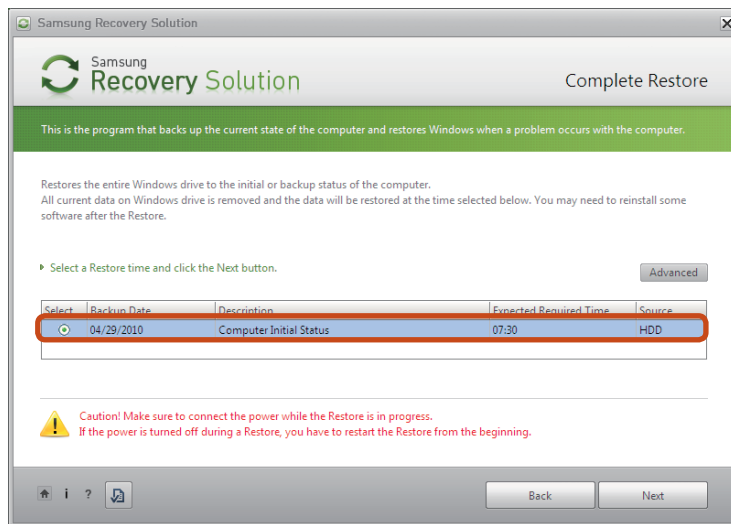 Samsung Recovery Solution
Samsung
Recovery Solution
Complete Restore
This is the program that backs up the current state of the computer and restores Windows when a problem occurs with the computer.
Restores the entire Windows drive to the initial or backup status of the computer.
All current data on Windows drive is removed and the data will be restored at the time selected below. You may need to reinstall some
software after the Restore.
Select a Restore time and click the Next button.
Advanced
Select Backup Date Description Expected Required Time Source
04/29/2010 Computer Initial Status 07:30 HDD
Caution! Make sure to connect the power while the Restore is in progress.
If the power is turned off during a Restore, you have to restart the Restore from the beginning.
i ? Back Next